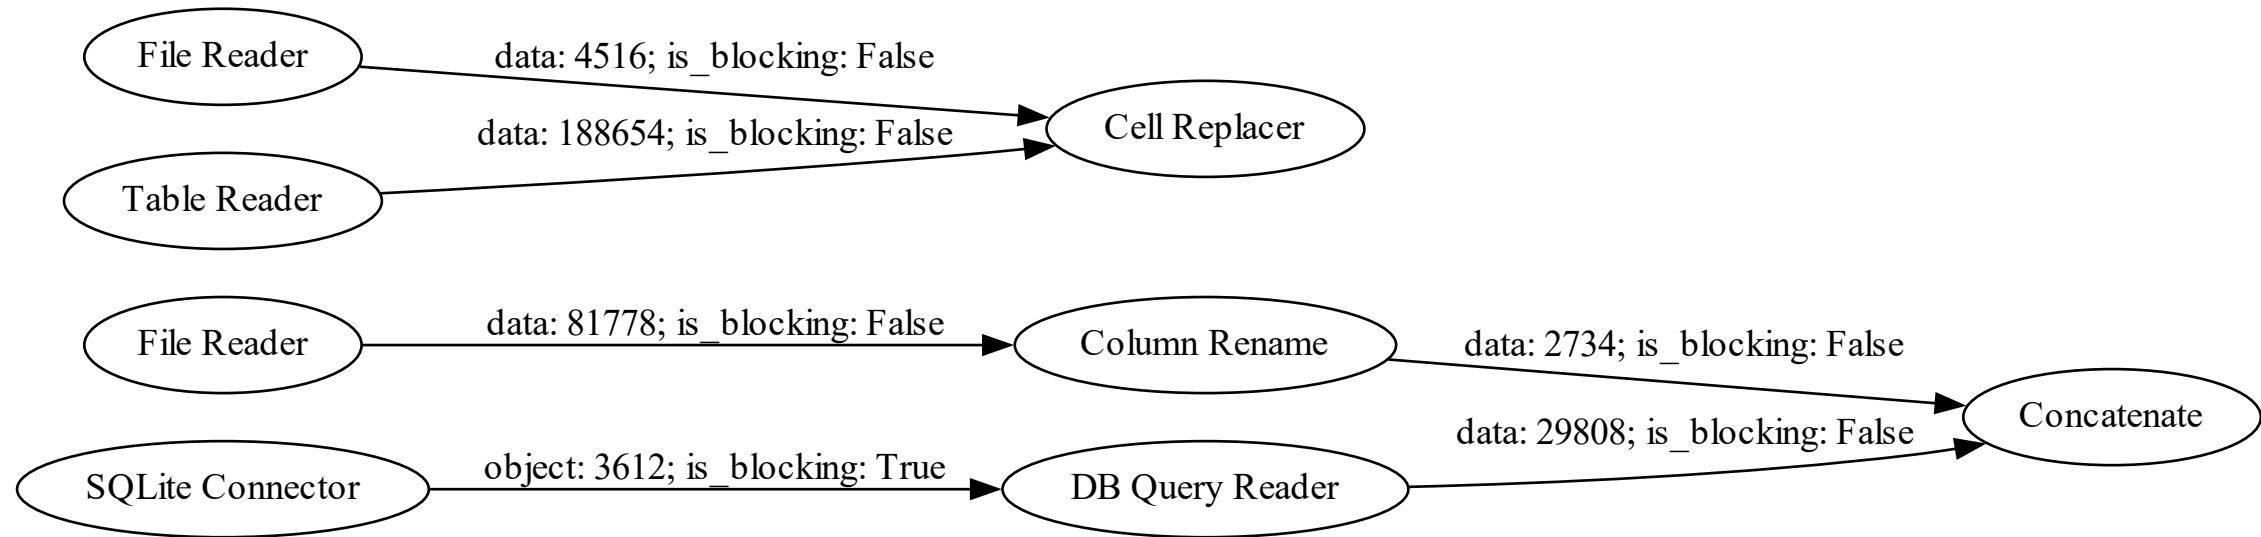 File Reader
data: 4516; is_blocking: False
Cell Replacer
data: 188654; is_blocking: False
Table Reader
File Reader
data: 81778; is_blocking: False
Column Rename
data: 2734; is_blocking: False
Concatenate
data: 29808; is_blocking: False
SQLite Connector
object: 3612; is_blocking: True
DB Query Reader